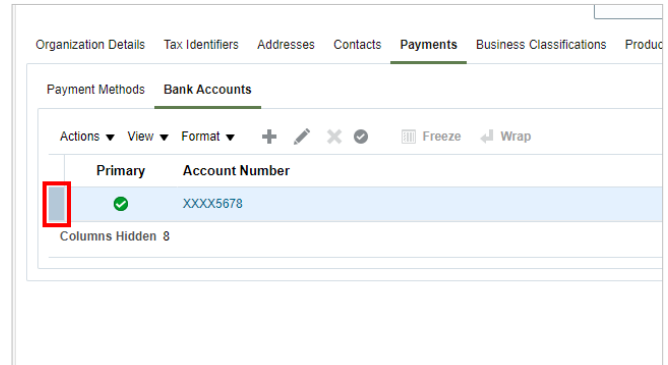 Organization Details Tax Identifiers Addresses Contacts Payments Business Classifications
Payment Methods Bank Accounts
Actions View Format Freeze Wrap
Primary Account Number
XXXX5678
Columns Hidden 8